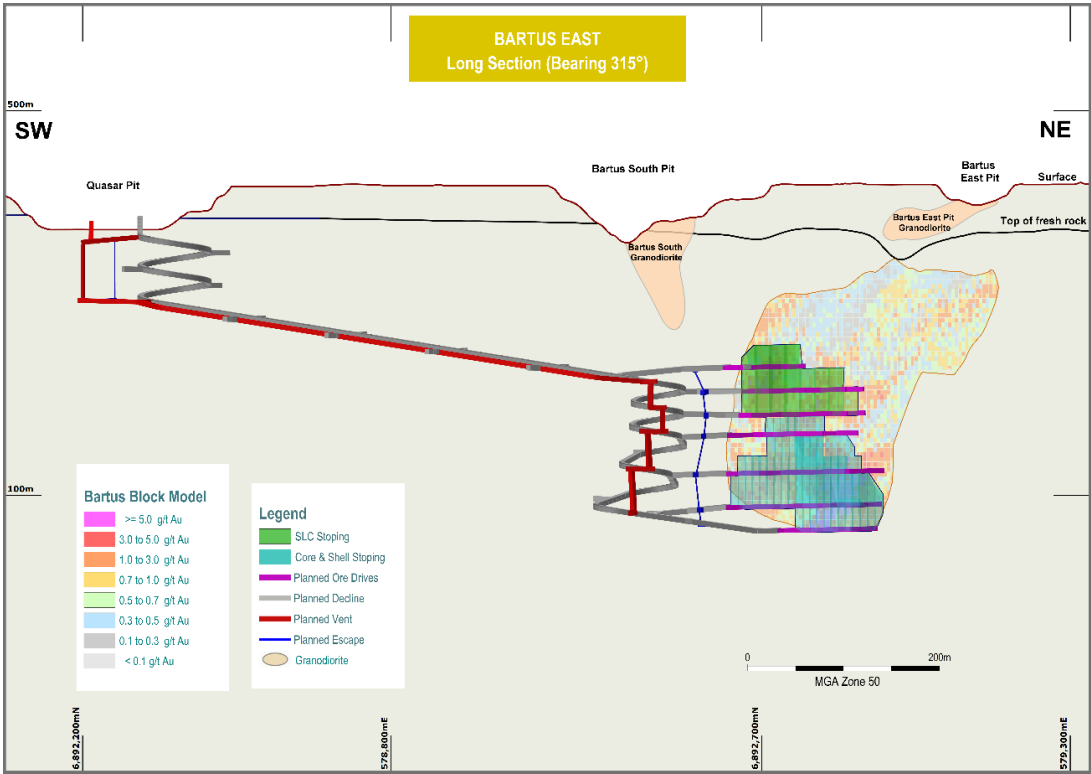 BARTUS EAST
Long Section (Bearing 315°)
500m
SW
NE
Quasar Pit
Bartus South Pit
Bartus
East Pit
Surface
Bartus East Pit
Granodiorite
Top of fresh rock
Bartus South
Granodiorite
Bartus Block Model
>= 5.0 g/t Au
3.0 to 5.0 g/t Au
1.0 to 3.0 g/t Au
0.7 to 1.0 g/t Au
0.5 to 0.7 g/t Au
0.3 to 0.5 g/t Au
0.1 to 0.3 g/t Au
< 0.1 g/t Au
Legend
SLC Stoping
Core & Shell Stoping
Planned Ore Drives
Planned Decline
Planned Vent
Planned Escape
Granodiorite
100m
0
200m
MGA Zone 50
6,892,200mN
578,800mE
6,892,700mN
579,300mE